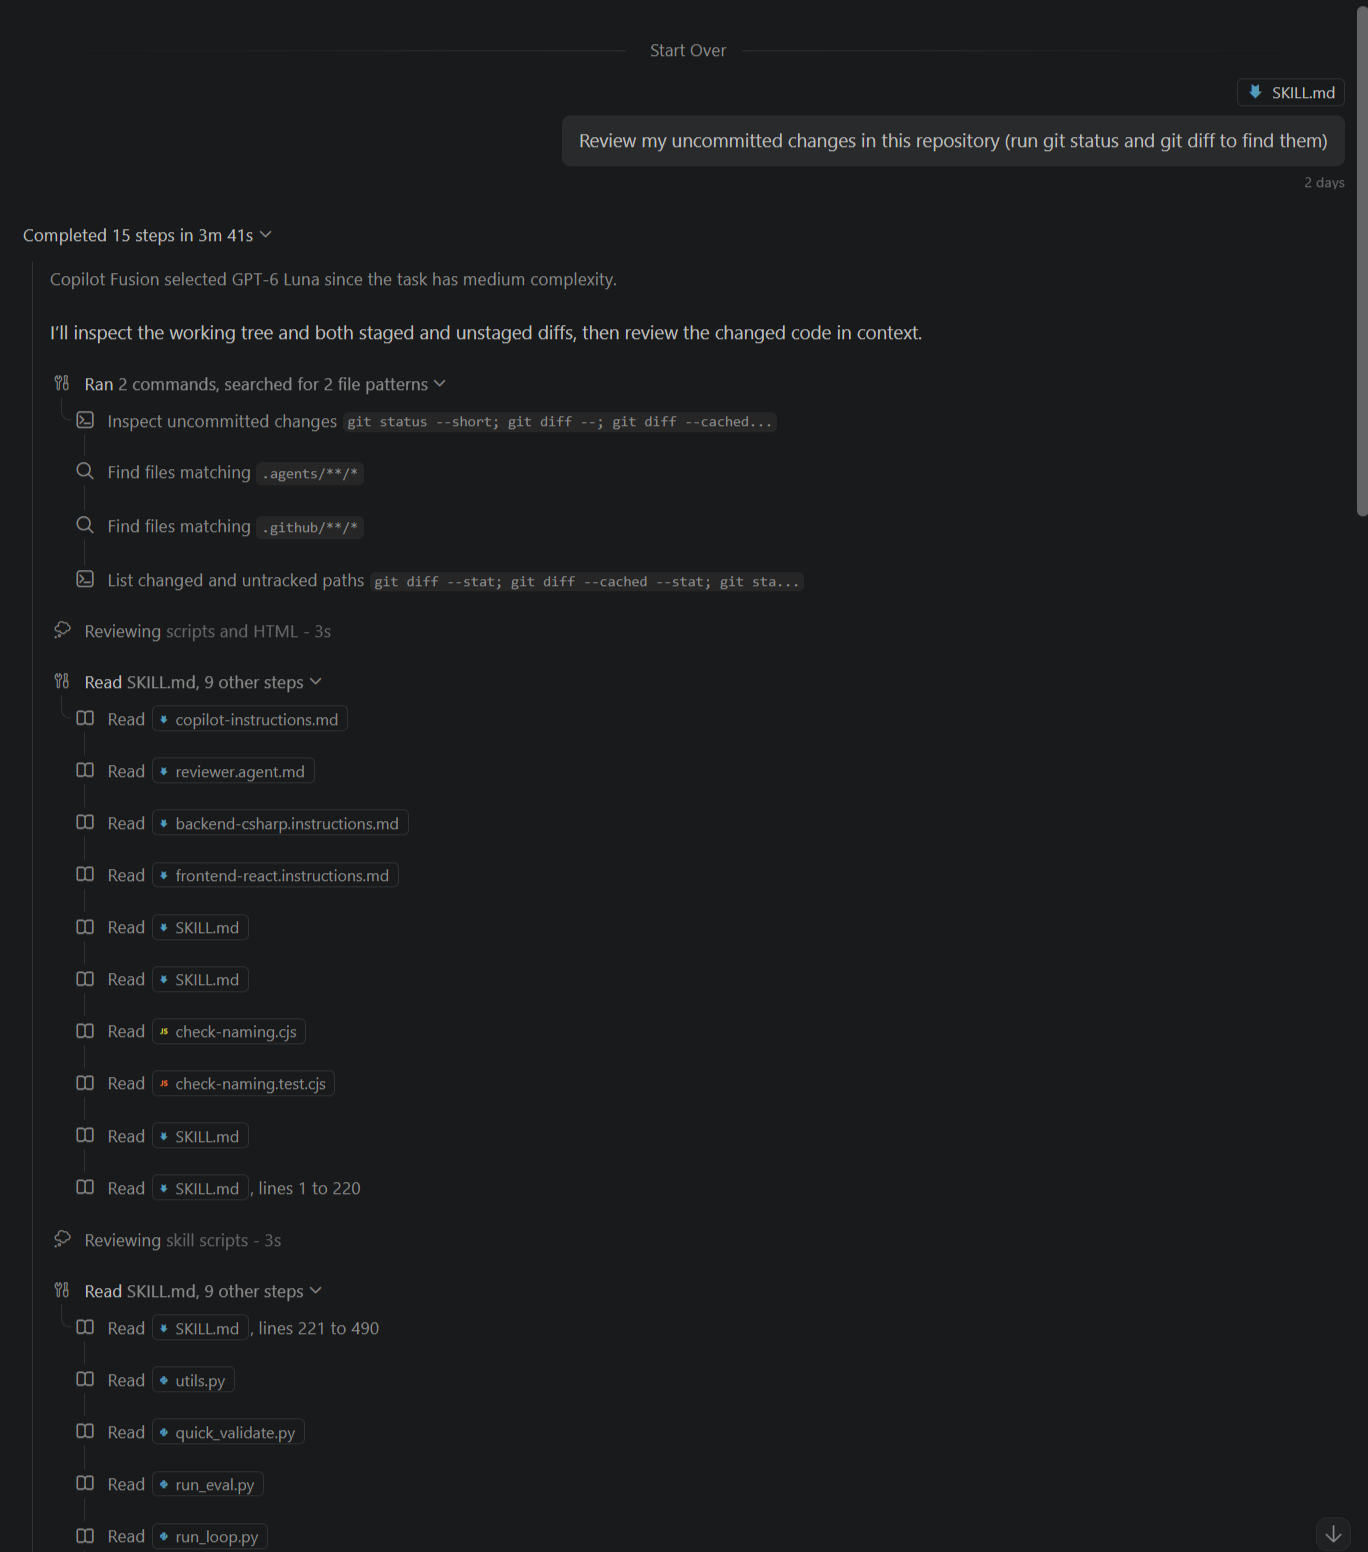 Start Over
SKILL.md
Review my uncommitted changes in this repository (run git status and git diff to find them)
2 days
Completed 15 steps in 3m 41s
Copilot Fusion selected GPT-6 Luna since the task has medium complexity.
I'll inspect the working tree and both staged and unstaged diffs, then review the changed code in context.
Ran 2 commands, searched for 2 file patterns
Inspect uncommitted changes git status --short; git diff --; git diff --cached...
Find files matching .agents/**/*
Find files matching .github/**/*
List changed and untracked paths git diff --stat; git diff --cached --stat; git sta...
Reviewing scripts and HTML - 3s
Read SKILL.md, 9 other steps
Read copilot-instructions.md
Read reviewer.agent.md
Read backend-csharp.instructions.md
Read frontend-react.instructions.md
Read SKILL.md
Read SKILL.md
Read JS check-naming.cjs
Read JS check-naming.test.cjs
Read SKILL.md
Read SKILL.md, lines 1 to 220
Reviewing skill scripts - 3s
Read SKILL.md, 9 other steps
Read SKILL.md, lines 221 to 490
Read utils.py
Read quick_validate.py
Read run_eval.py
Read run_loop.py